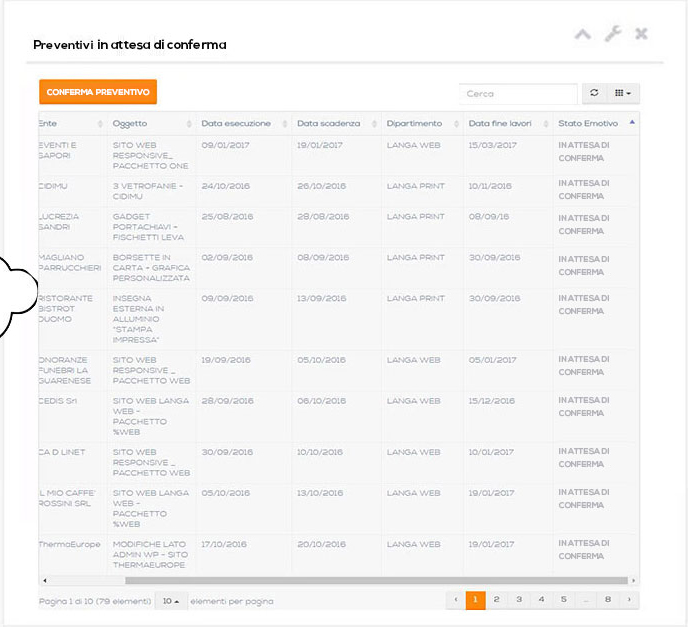 Preventivi in attesa di conferma
CONFERMA PREVENTIVO
Cerca
Ente Oggetto Data esecuzione Data scadenza Dipartimento Data fine lavori Stato Emotivo
EVENTI E SAPORI SITO WEB RESPONSIVE_ PACCHETTO ONE 09/01/2017 19/01/2017 LANGA WEB 15/03/2017 IN ATTESA DI CONFERMA
CIDIMU 3 VETROFANIE - CIDIMU 24/10/2016 26/10/2016 LANGA PRINT 10/11/2016 IN ATTESA DI CONFERMA
LUCREZIA SANDRI GADGET PORTACHIAVI - FISCHIETTI LEVA 25/08/2016 28/08/2016 LANGA PRINT 08/09/16 IN ATTESA DI CONFERMA
MAGLIANO PARRUCCHIERI BORSETTE IN CARTA - GRAFICA PERSONALIZZATA 02/09/2016 08/09/2016 LANGA PRINT 30/09/2016 IN ATTESA DI CONFERMA
RISTORANTE BISTROT DUOMO INSEGNA ESTERNA IN ALLUMINIO "STAMPA IMPRESSA" 09/09/2016 13/09/2016 LANGA PRINT 30/09/2016 IN ATTESA DI CONFERMA
ONORANZE FUNEBRI LA GUARENESE SITO WEB RESPONSIVE _ PACCHETTO WEB 19/09/2016 05/10/2016 LANGA WEB 05/01/2017 IN ATTESA DI CONFERMA
CEDIS Srl SITO WEB LANGA WEB - PACCHETTO %WEB 28/09/2016 06/10/2016 LANGA WEB 15/12/2016 IN ATTESA DI CONFERMA
CA D LINET SITO WEB RESPONSIVE _ PACCHETTO WEB 30/09/2016 10/10/2016 LANGA WEB 10/01/2017 IN ATTESA DI CONFERMA
IL MIO CAFFE' ROSSINI SRL SITO WEB LANGA WEB - PACCHETTO %WEB 05/10/2016 13/10/2016 LANGA WEB 19/01/2017 IN ATTESA DI CONFERMA
ThermoEurope MODIFICHE LATO ADMIN WP - SITO THERMAEUROPE 17/10/2016 20/10/2016 LANGA WEB 19/01/2017 IN ATTESA DI CONFERMA
Pagina 1 di 10 (79 elementi) 10 elementi per pagina ‹ 1 2 3 4 5 ... 8 ›